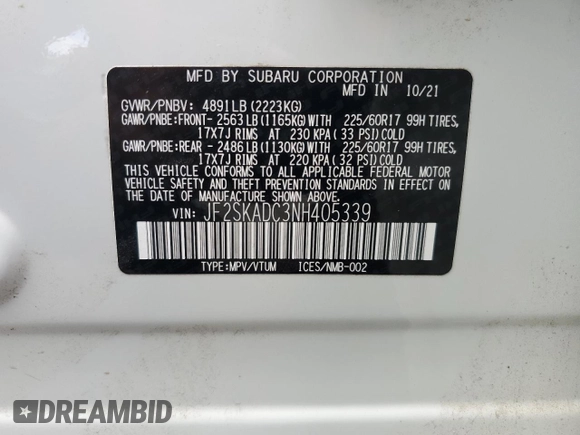 MFD BY SUBARU CORPORATION
MFD IN 10/21
GVWR/PNBV: 4891LB (2223KG)
GAWR/PNBE:FRONT- 2563LB (1165KG)WITH 225/60R17 99H TIRES,
17X7J RIMS AT 230 KPA (33 PSI)COLD
GAWR/PNBE:REAR - 2486LB (1130KG)WITH 225/60R17 99H TIRES,
17X7J RIMS AT 220 KPA (32 PSI)COLD
THIS VEHICLE CONFORMS TO ALL APPLICABLE FEDERAL MOTOR
VEHICLE SAFETY AND THEFT PREVENTION STANDARDS IN EFFECT
ON THE DATE OF MANUFACTURE SHOWN ABOVE.
VIN: JF2SKADC3NH405339
TYPE:MPV/VTUM ICES/NMB-002
DREAMBID